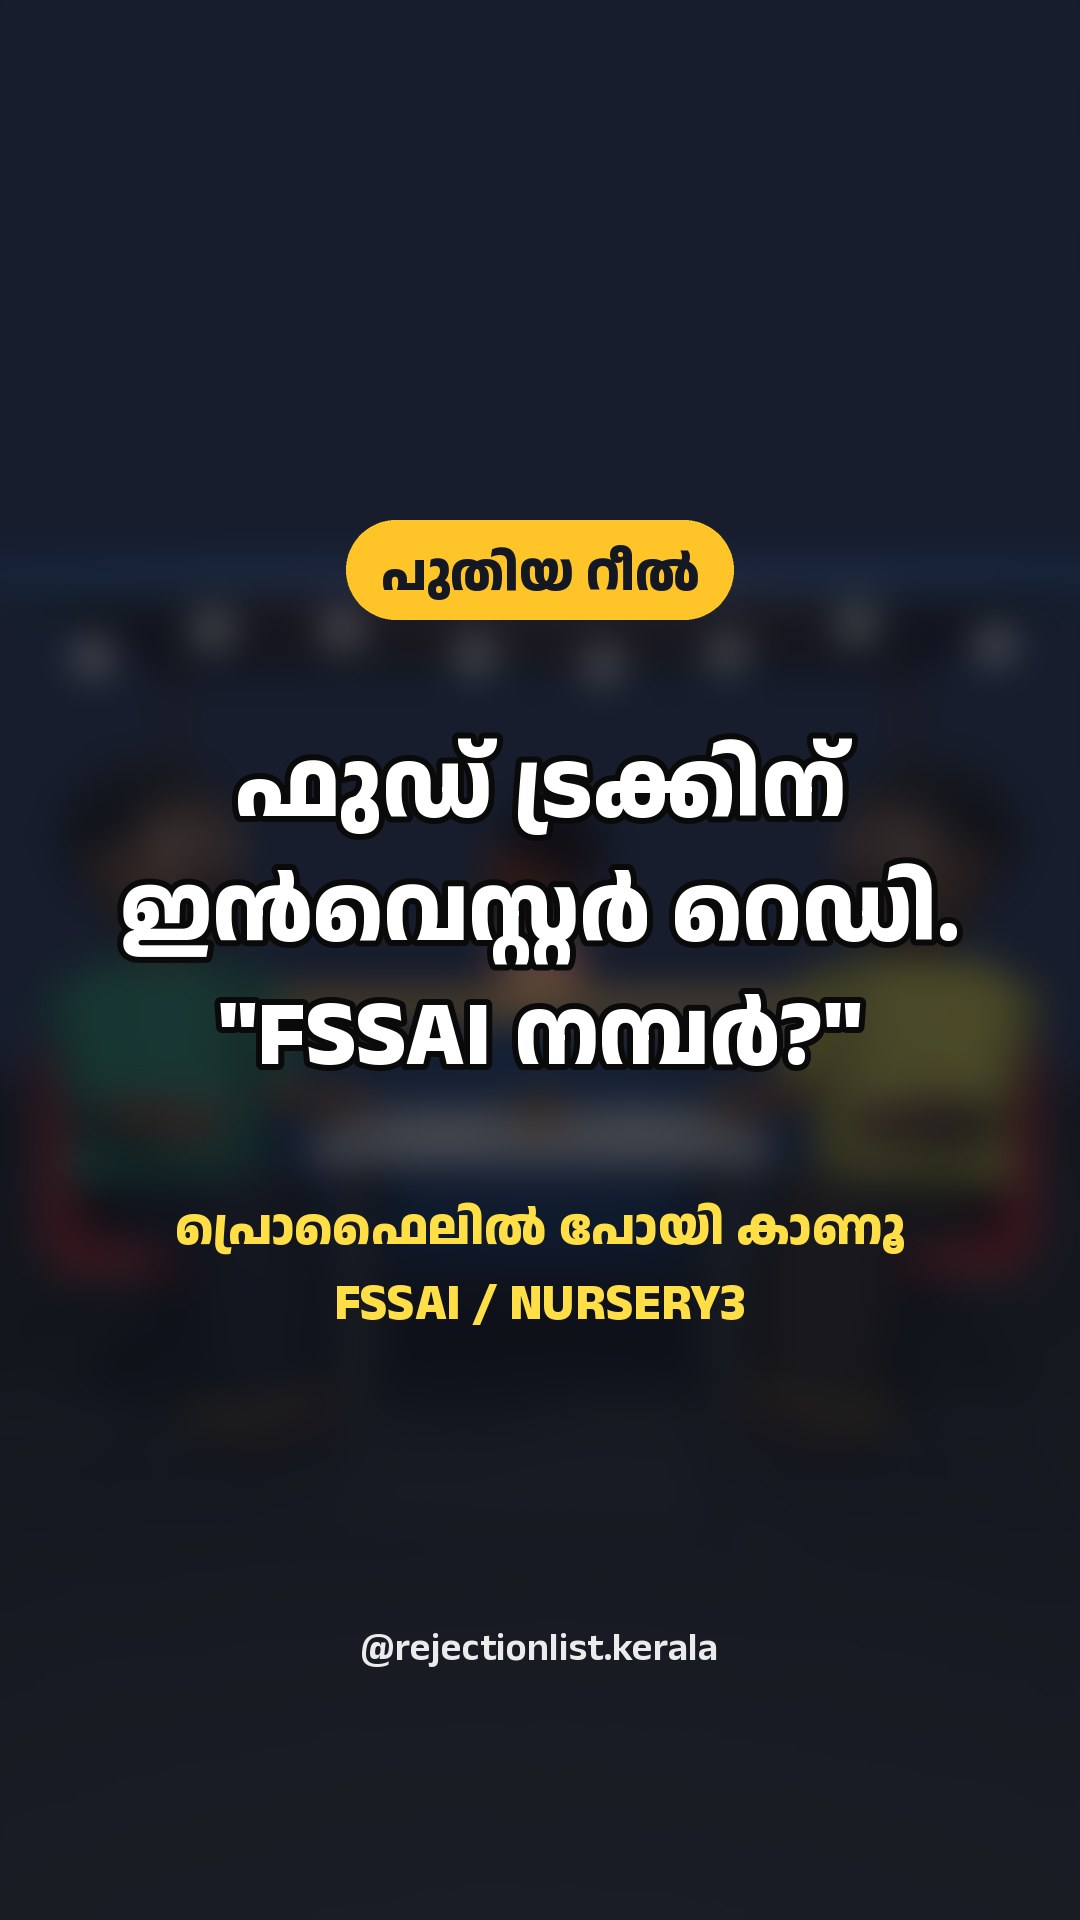 പുതിയ റീൽ
ഫുഡ് ട്രക്കിന്
ഇൻവെസ്റ്റർ റെഡി.
"FSSAI നമ്പർ?"
പ്രൊഫൈലിൽ പോയി കാണൂ
FSSAI / NURSERY3
@rejectionlist.kerala